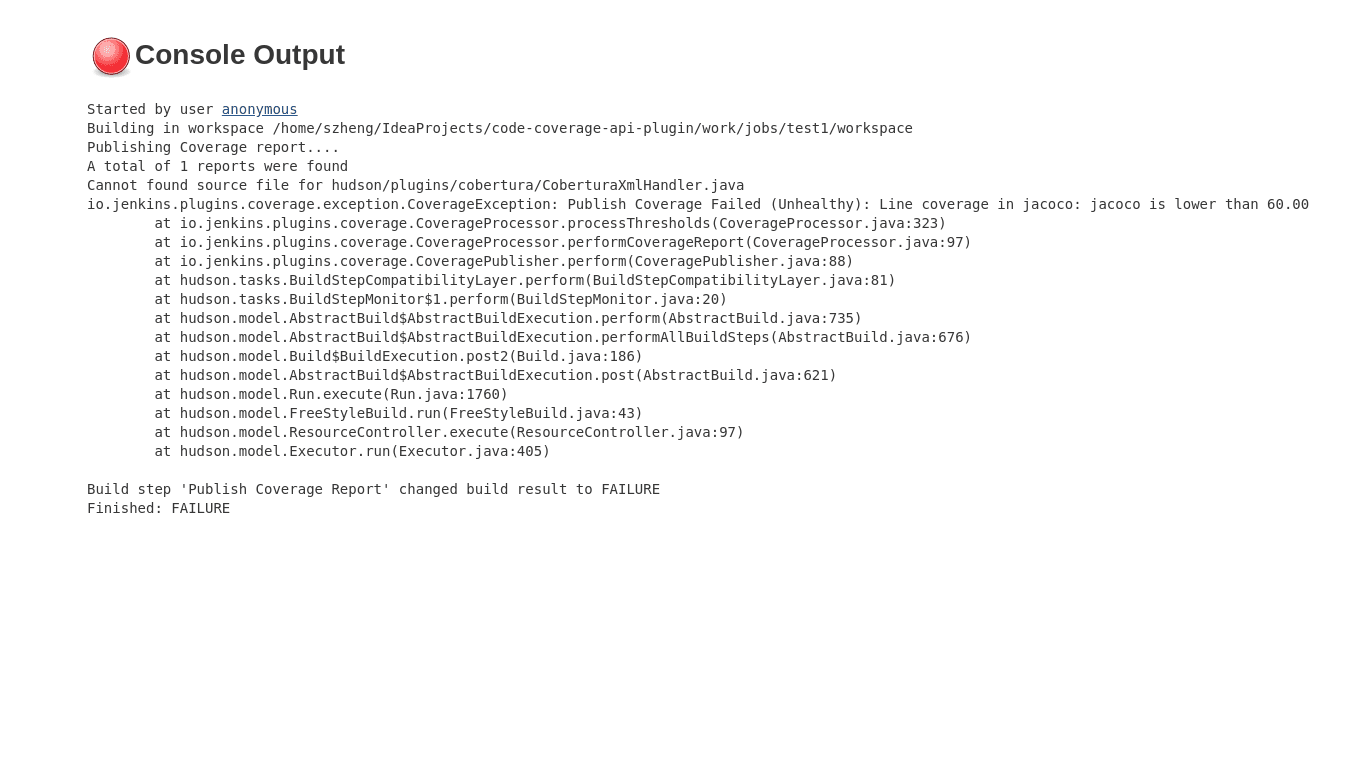 Console Output
Started by user anonymous
Building in workspace /home/szheng/IdeaProjects/code-coverage-api-plugin/work/jobs/test1/workspace
Publishing Coverage report....
A total of 1 reports were found
Cannot found source file for hudson/plugins/cobertura/CoberturaXmlHandler.java
io.jenkins.plugins.coverage.exception.CoverageException: Publish Coverage Failed (Unhealthy): Line coverage in jacoco: jacoco is lower than 60.00
at io.jenkins.plugins.coverage.CoverageProcessor.processThresholds(CoverageProcessor.java:323)
at io.jenkins.plugins.coverage.CoverageProcessor.performCoverageReport(CoverageProcessor.java:97)
at io.jenkins.plugins.coverage.CoveragePublisher.perform(CoveragePublisher.java:88)
at hudson.tasks.BuildStepCompatibilityLayer.perform(BuildStepCompatibilityLayer.java:81)
at hudson.tasks.BuildStepMonitor$1.perform(BuildStepMonitor.java:20)
at hudson.model.AbstractBuild$AbstractBuildExecution.perform(AbstractBuild.java:735)
at hudson.model.AbstractBuild$AbstractBuildExecution.performAllBuildSteps(AbstractBuild.java:676)
at hudson.model.Build$BuildExecution.post2(Build.java:186)
at hudson.model.AbstractBuild$AbstractBuildExecution.post(AbstractBuild.java:621)
at hudson.model.Run.execute(Run.java:1760)
at hudson.model.FreeStyleBuild.run(FreeStyleBuild.java:43)
at hudson.model.ResourceController.execute(ResourceController.java:97)
at hudson.model.Executor.run(Executor.java:405)
Build step 'Publish Coverage Report' changed build result to FAILURE
Finished: FAILURE